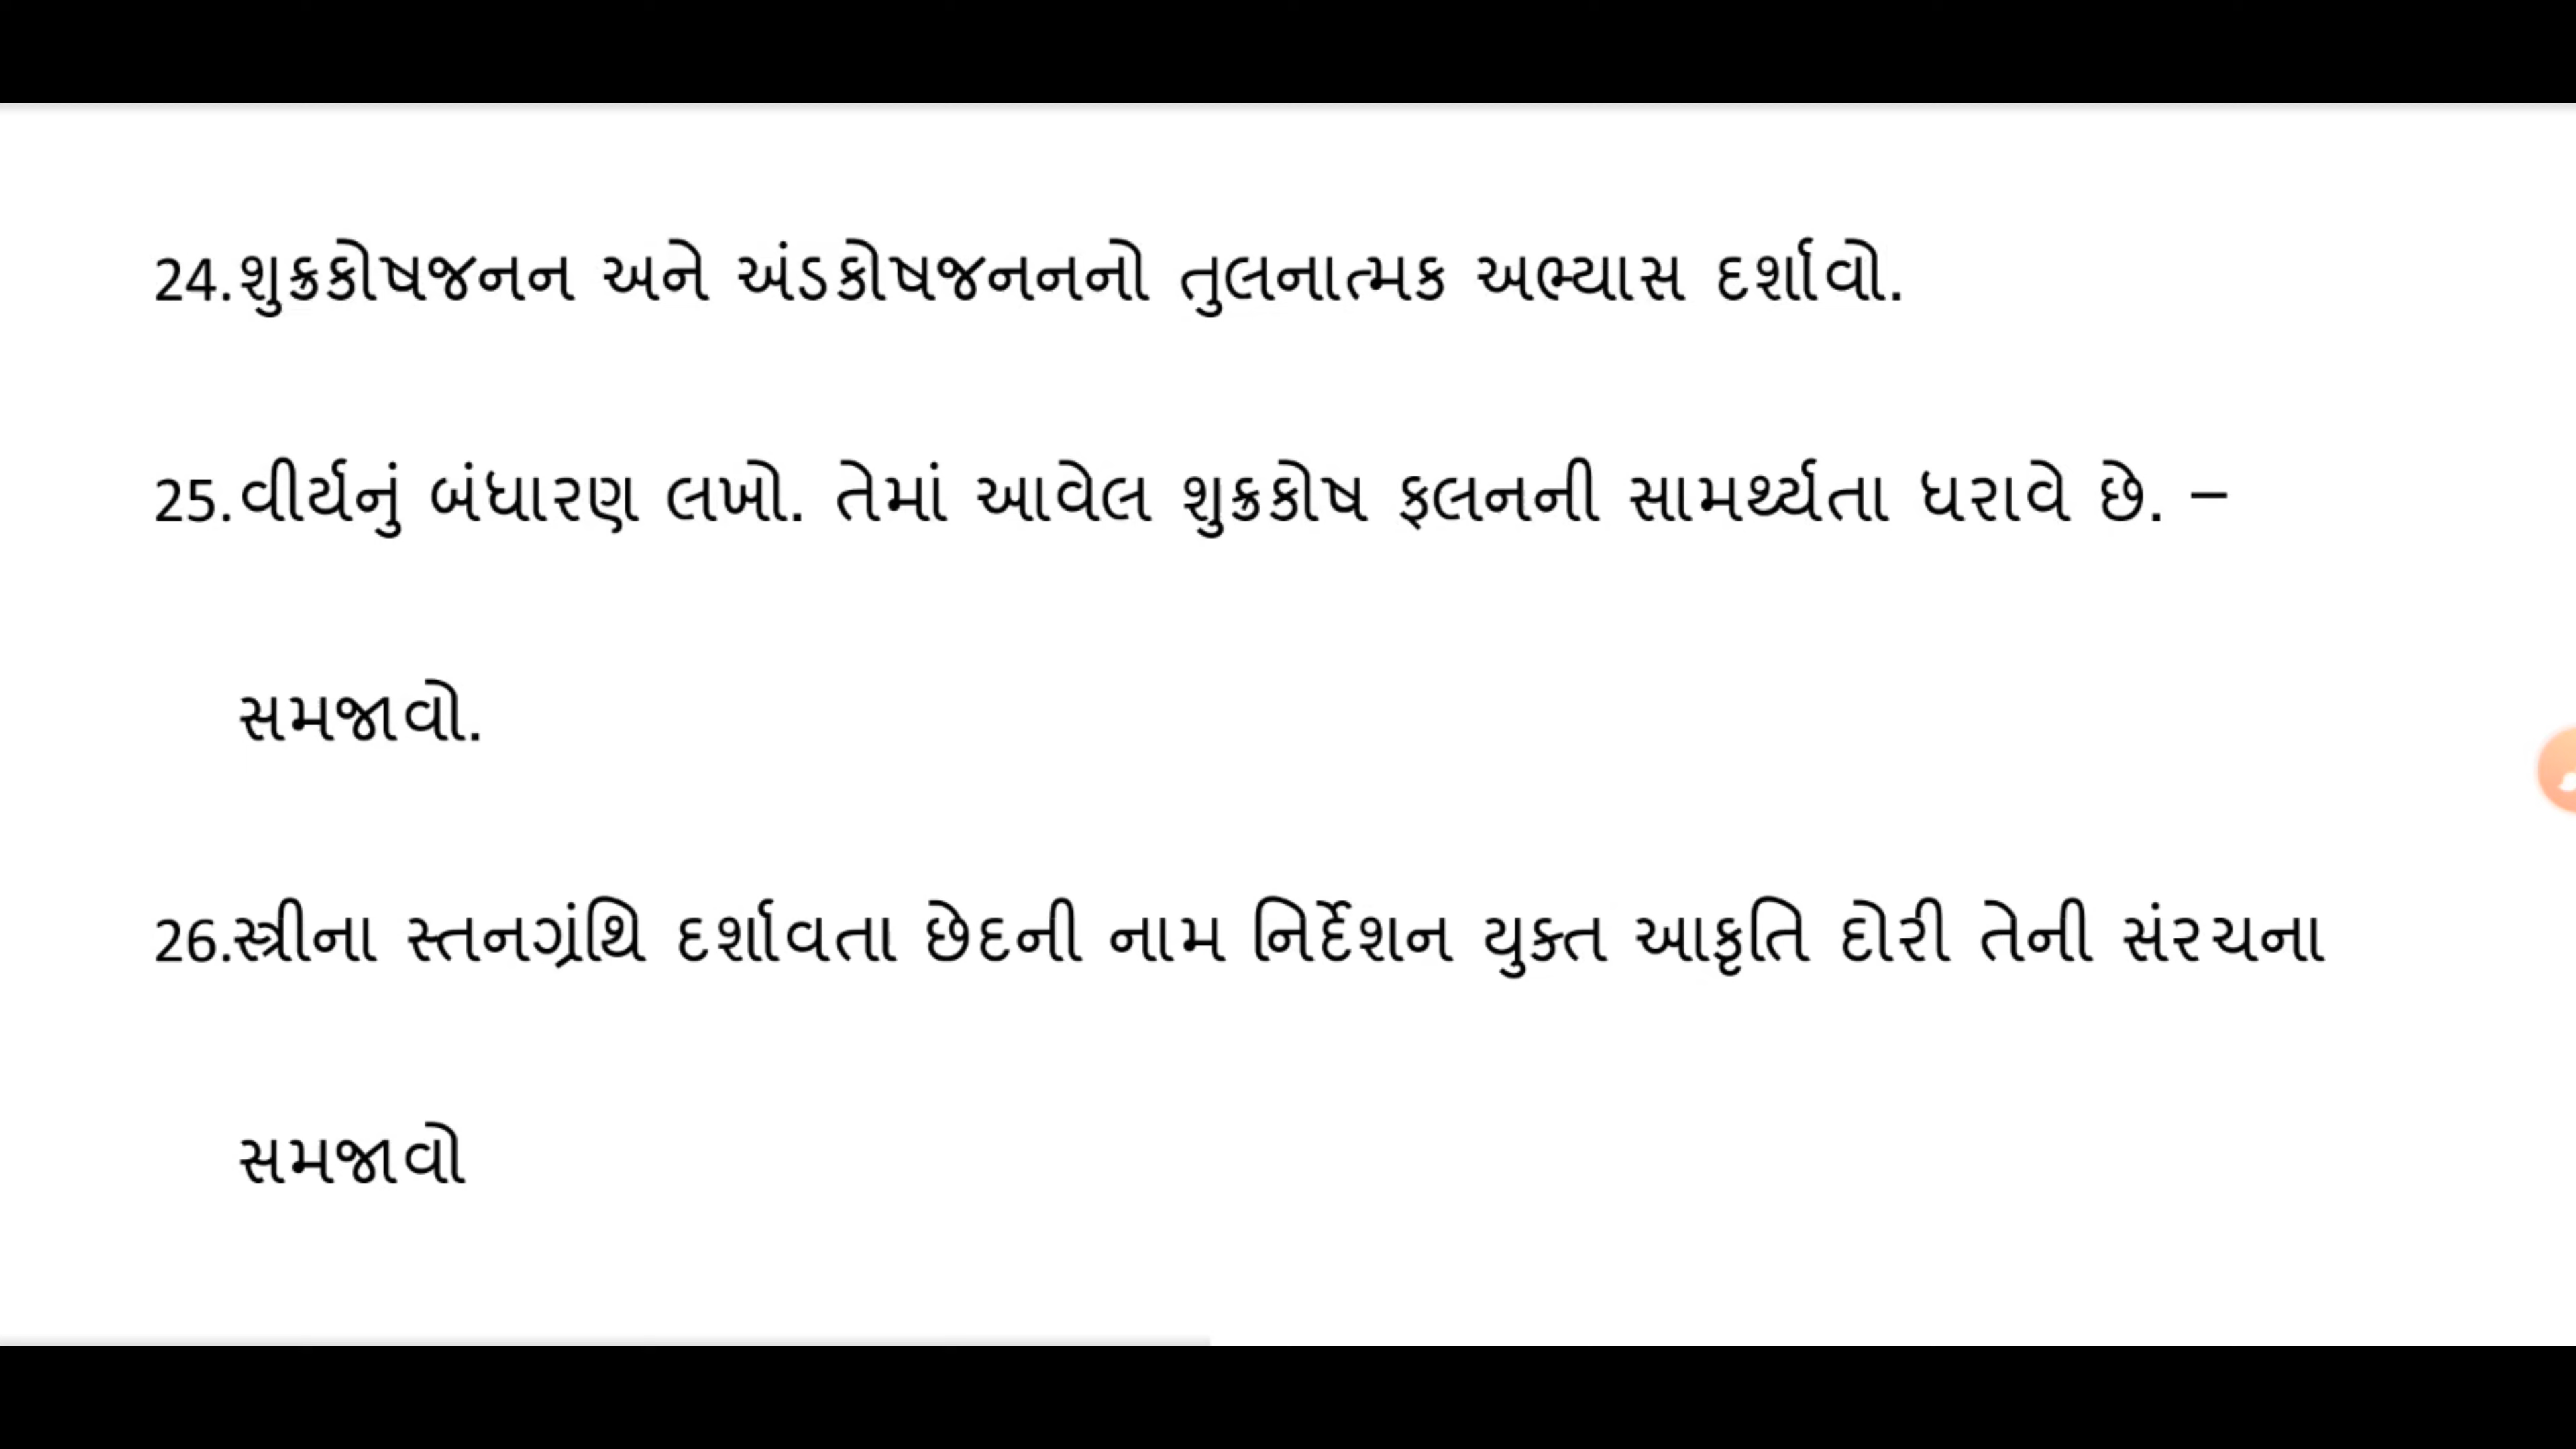 24.શુક્રકોષજનન અને અંડકોષજનનનો તુલનાત્મક અભ્યાસ દર્શાવો.
25.વીર્યનું બંધારણ લખો. તેમાં આવેલ શુક્રકોષ ફલનની સામર્થ્યતા ધરાવે છે. –
સમજાવો.
26.સ્ત્રીના સ્તનગ્રંથિ દર્શાવતા છેદની નામ નિર્દેશન યુક્ત આકૃતિ દોરી તેની સંરચના
સમજાવો